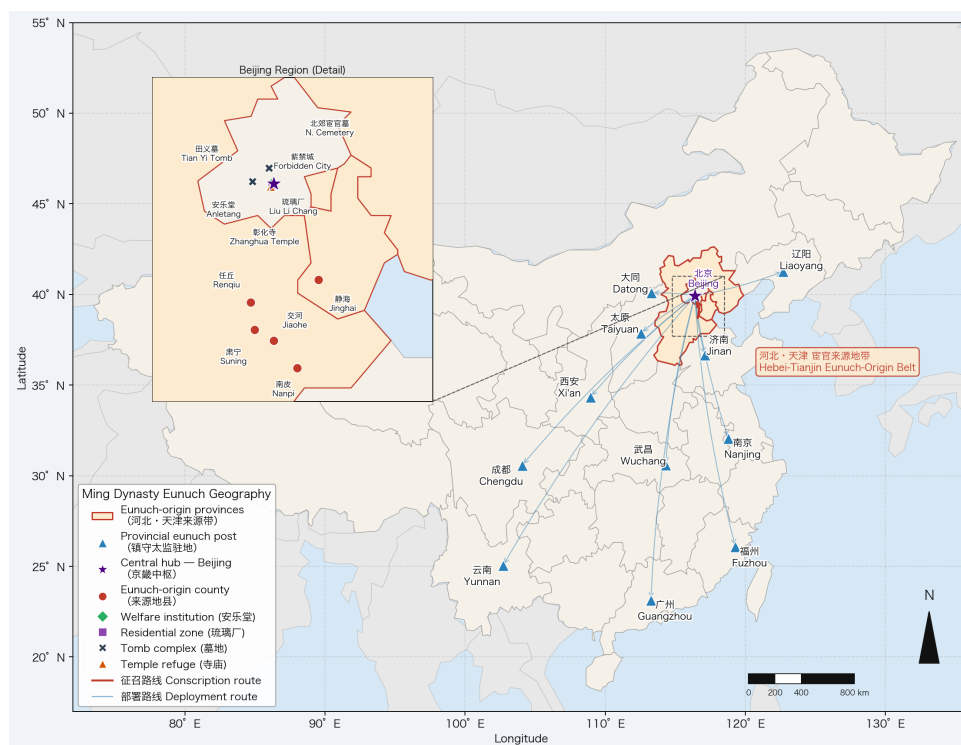 55° N
50° N
45° N
40° N
35° N
30° N
25° N
20° N
Latitude
80° E
90° E
100° E
110° E
120° E
130° E
Longitude
Beijing Region (Detail)
北郊宦官墓
N. Cemetery
田义墓
Tian Yi Tomb
紫禁城
Forbidden City
安乐堂
Anletang
琉璃厂
Liu Li Chang
彰化寺
Zhanghua Temple
任丘
Renqiu
静海
Jinghai
交河
Jiaohe
肃宁
Suning
南皮
Nanpi
辽阳
Liaoyang
北京
Beijing
大同
Datong
太原
Taiyuan
济南
Jinan
河北・天津 宦官来源地带
Hebei-Tianjin Eunuch-Origin Belt
西安
Xi'an
武昌
Wuchang
南京
Nanjing
成都
Chengdu
云南
Yunnan
福州
Fuzhou
广州
Guangzhou
Ming Dynasty Eunuch Geography
Eunuch-origin provinces
（河北・天津来源带）
Provincial eunuch post
（镇守太监驻地）
Central hub — Beijing
（京畿中枢）
Eunuch-origin county
（来源地县）
Welfare institution (安乐堂)
Residential zone (琉璃厂)
Tomb complex (墓地)
Temple refuge (寺庙)
征召路线 Conscription route
部署路线 Deployment route
N
0 200 400 800 km